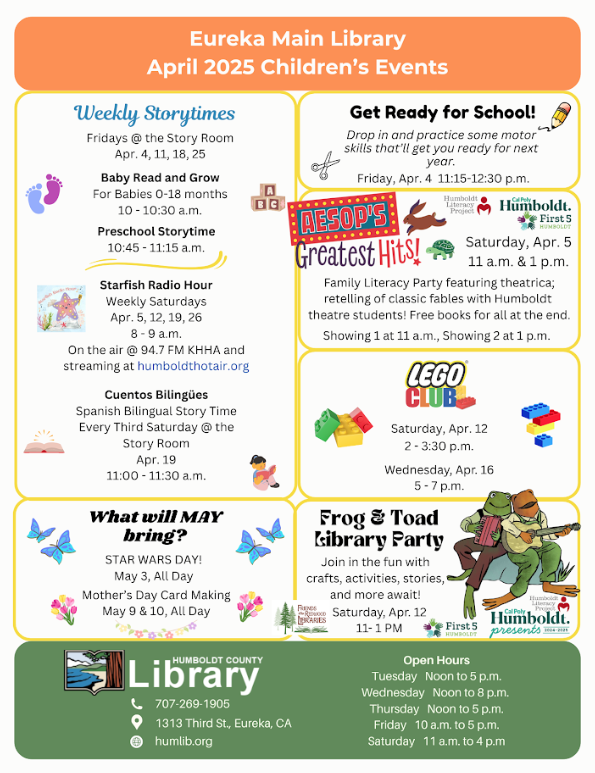 Eureka Main Library
April 2025 Children's Events
Weekly Storytimes
Fridays @ the Story Room
Apr. 4, 11, 18, 25
Baby Read and Grow
For Babies 0-18 months
10 - 10:30 a.m.
A
B C
Preschool Storytime
10:45 - 11:15 a.m.
Starfish Radio Hour
Weekly Saturdays
Apr. 5, 12, 19, 26
8 - 9 a.m.
On the air @ 94.7 FM KHHA and
streaming at humboldthotair.org
Cuentos Bilingües
Spanish Bilingual Story Time
Every Third Saturday @ the
Story Room
Apr. 19
11:00 - 11:30 a.m.
Get Ready for School!
Drop in and practice some motor
skills that'll get you ready for next
year.
Friday, Apr. 4 11:15-12:30 p.m.
AESOP'S
Greatest Hits!
Humboldt
Literacy
Project
Cal Poly
Humboldt.
First 5
HUMBOLDT
Saturday, Apr. 5
11 a.m. & 1 p.m.
Family Literacy Party featuring theatrica;
retelling of classic fables with Humboldt
theatre students! Free books for all at the end.
Showing 1 at 11 a.m., Showing 2 at 1 p.m.
LEGO
CLUB
Saturday, Apr. 12
2 - 3:30 p.m.
Wednesday, Apr. 16
5 - 7 p.m.
What will MAY
bring?
STAR WARS DAY!
May 3, All Day
Mother's Day Card Making
May 9 & 10, All Day
Frog & Toad
Library Party
Join in the fun with
crafts, activities, stories,
and more await!
Saturday, Apr. 12
11- 1 PM
FRIENDS
OF THE REDWOOD
LIBRARIES
First 5
HUMBOLDT
Humboldt
Literacy
Project
Cal Poly
Humboldt.
presents 2024-2025
HUMBOLDT COUNTY
Library
707-269-1905
1313 Third St., Eureka, CA
humlib.org
Open Hours
Tuesday Noon to 5 p.m.
Wednesday Noon to 8 p.m.
Thursday Noon to 5 p.m.
Friday 10 a.m. to 5 p.m.
Saturday 11 a.m. to 4 p.m